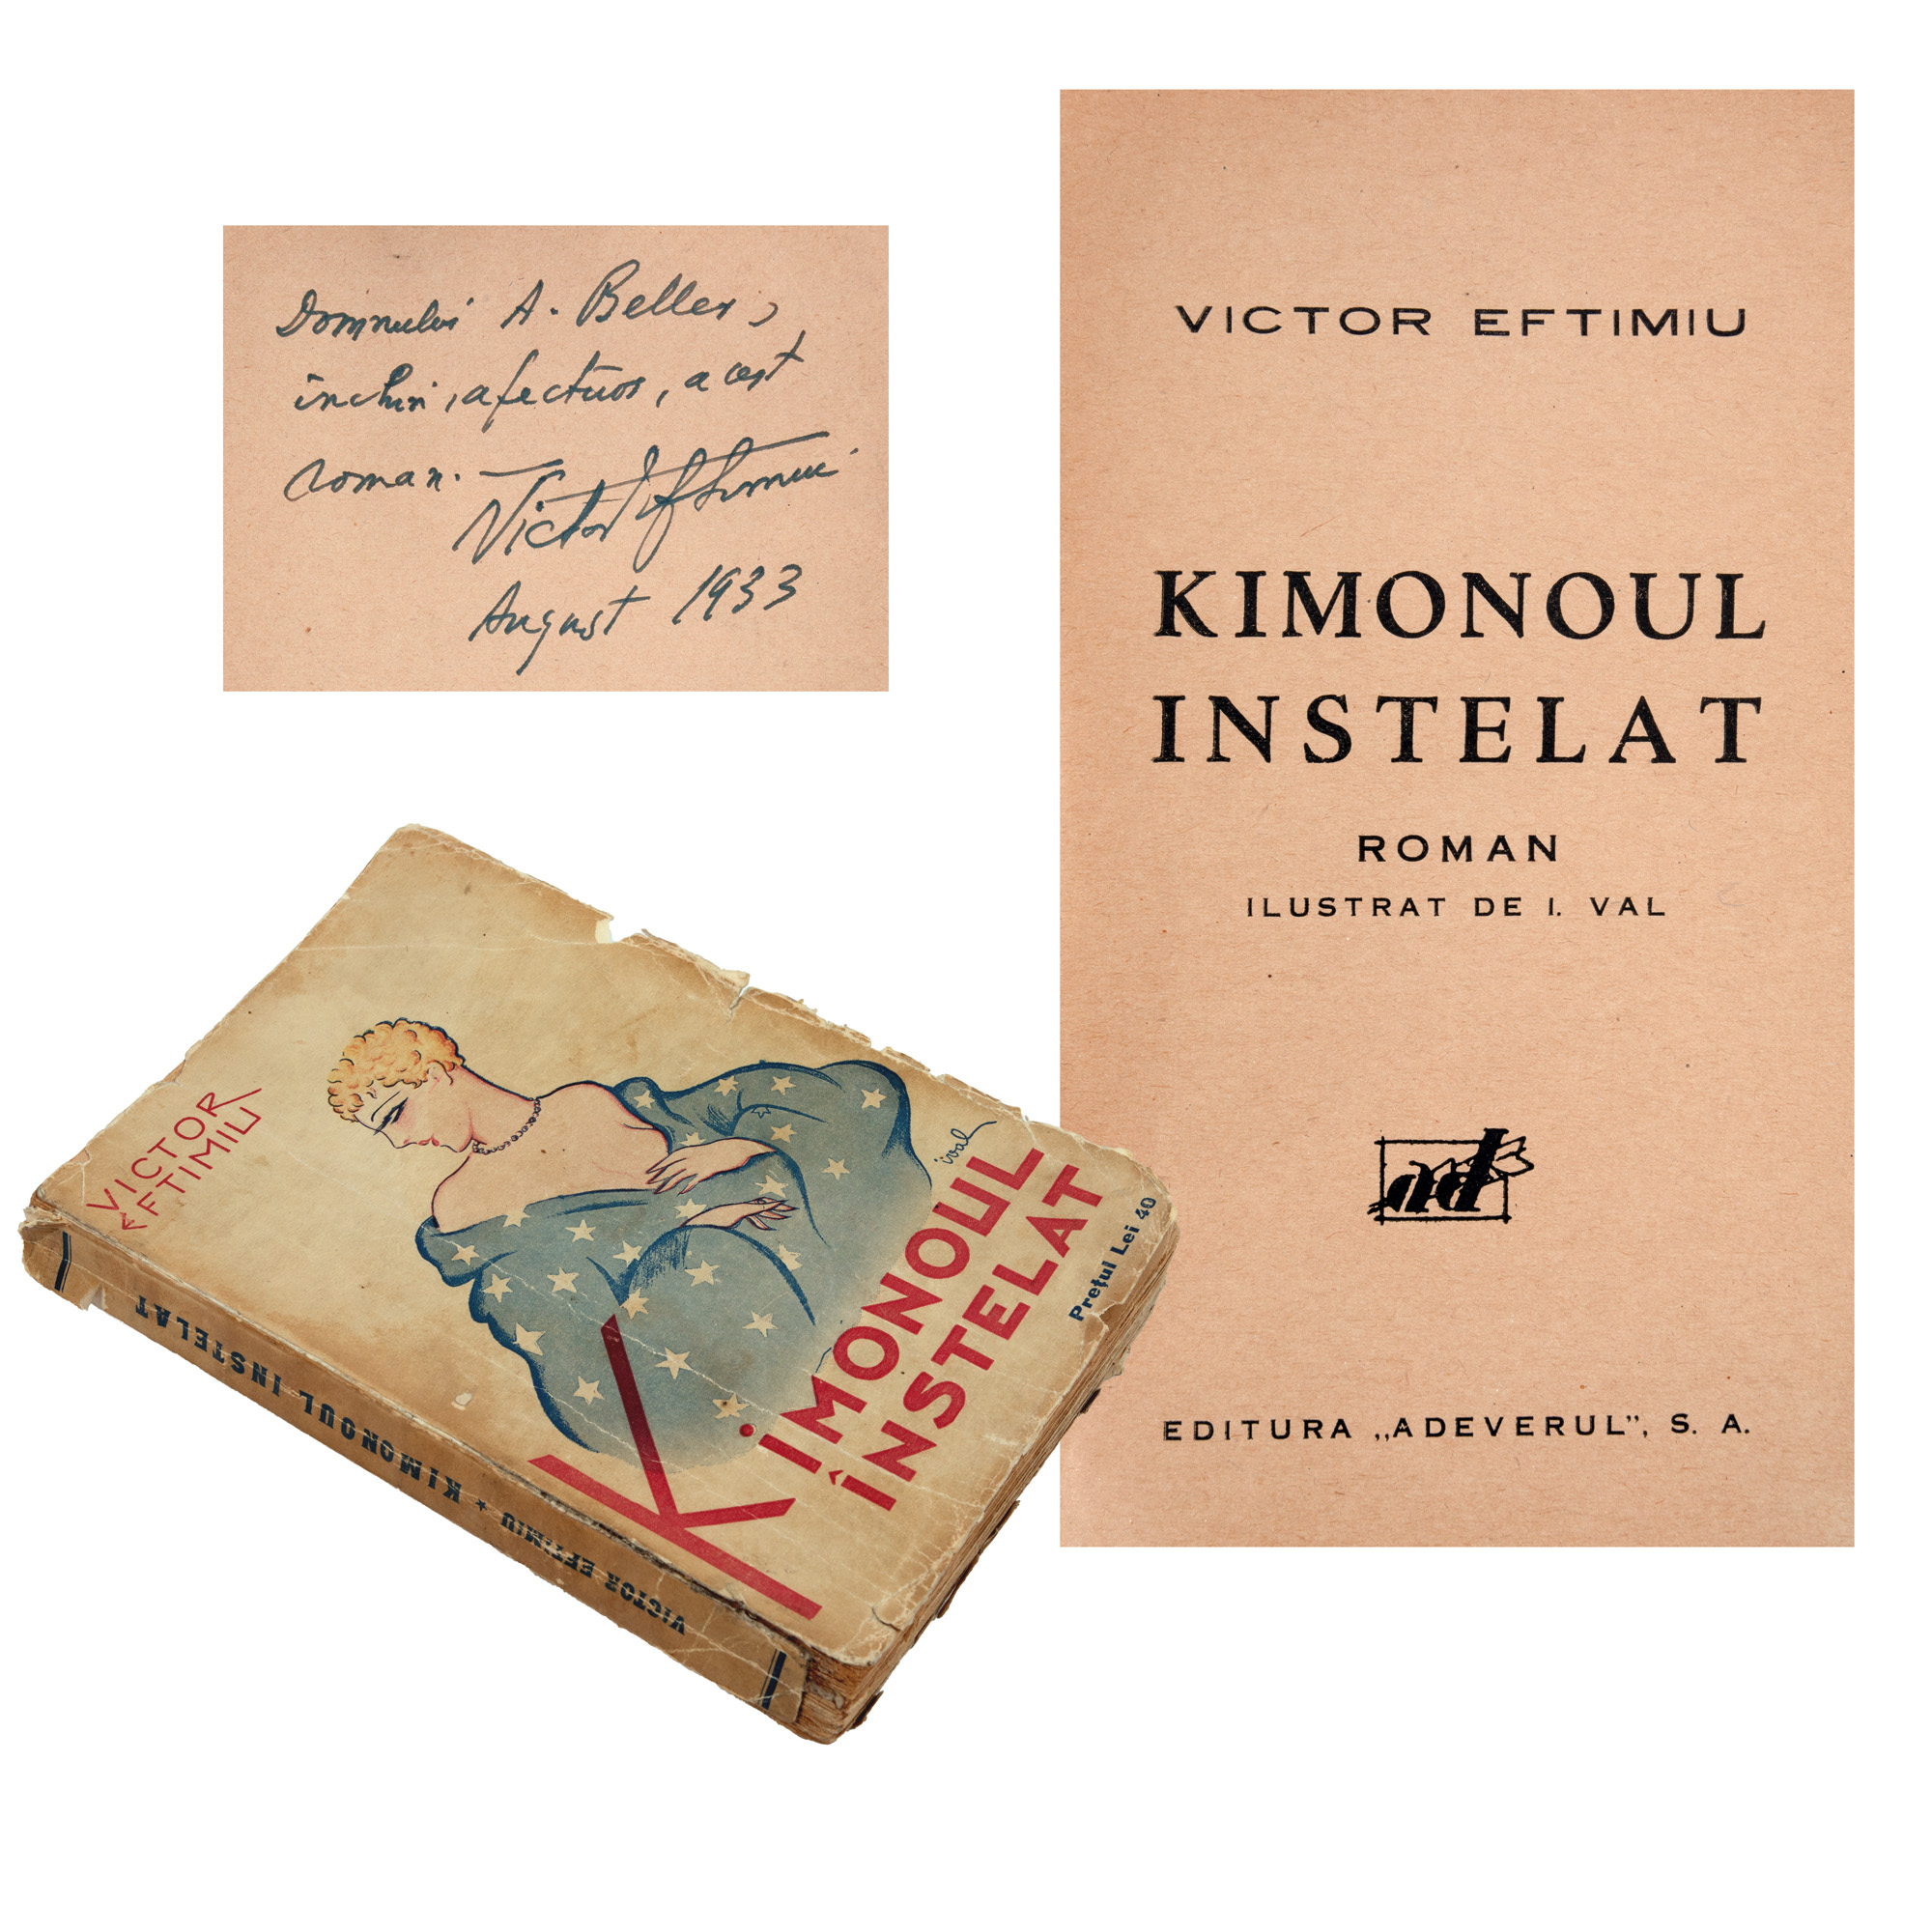 Domnului A. Beller,
închin, afectuos, acest
roman. —
Victor Eftimiu
August 1933
VICTOR EFTIMIU
KIMONOUL
INSTELAT
ROMAN
ILUSTRAT DE I. VAL
ad
EDITURA „ADEVERUL”, S. A.
VICTOR
EFTIMIU
ival
KIMONOUL
ÎNSTELAT
Prețul Lei 40
VICTOR EFTIMIU * KIMONOUL INSTELAT